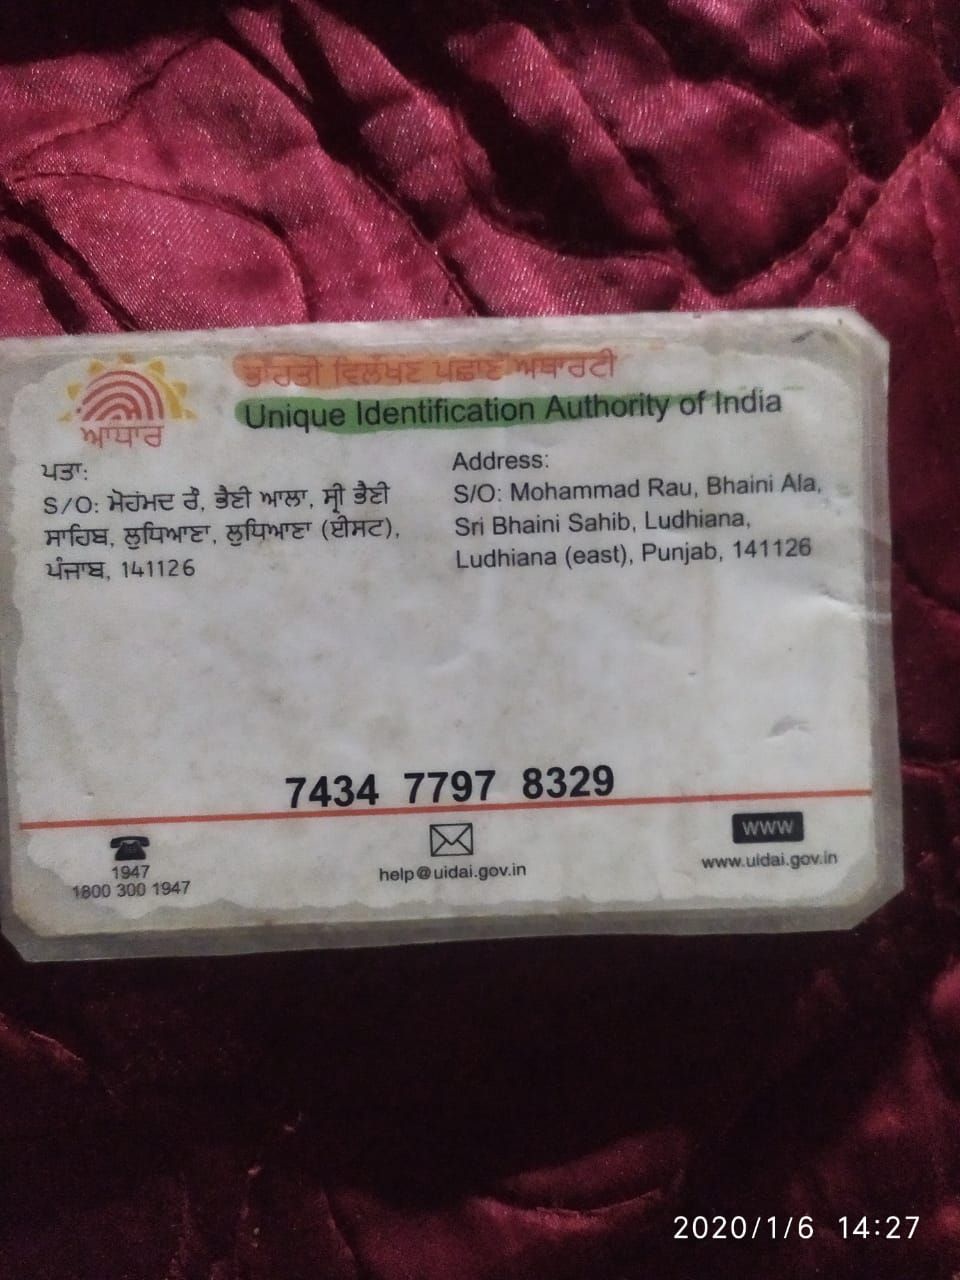 ਭਾਰਤੀ ਵਿਲੱਖਣ ਪਛਾਣ ਅਥਾਰਟੀ
Unique Identification Authority of India
ਆਧਾਰ
ਪਤਾ:
S/O: ਮੋਹੰਮਦ ਰੌ, ਭੈਣੀ ਆਲਾ, ਸ੍ਰੀ ਭੈਣੀ
ਸਾਹਿਬ, ਲੁਧਿਆਣਾ, ਲੁਧਿਆਣਾ (ਈਸਟ),
ਪੰਜਾਬ, 141126
Address:
S/O: Mohammad Rau, Bhaini Ala,
Sri Bhaini Sahib, Ludhiana,
Ludhiana (east), Punjab, 141126
7434 7797 8329
1947
1800 300 1947
help@uidai.gov.in
WWW
www.uidai.gov.in
2020/1/6 14:27